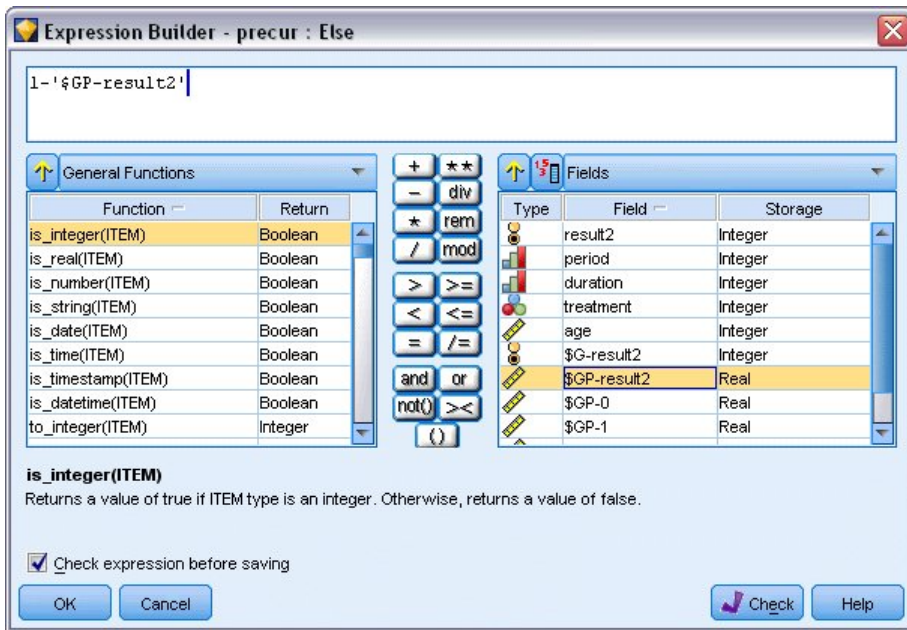 Expression Builder - precur : Else
1-'$GP-result2'
General Functions
Function Return
is_integer(ITEM) Boolean
is_real(ITEM) Boolean
is_number(ITEM) Boolean
is_string(ITEM) Boolean
is_date(ITEM) Boolean
is_time(ITEM) Boolean
is_timestamp(ITEM) Boolean
is_datetime(ITEM) Boolean
to_integer(ITEM) Integer
+ **
- div
* rem
/ mod
> >=
< <=
= /=
and or
not() ><
()
Fields
Type Field Storage
result2 Integer
period Integer
duration Integer
treatment Integer
age Integer
$G-result2 Integer
$GP-result2 Real
$GP-0 Real
$GP-1 Real
is_integer(ITEM)
Returns a value of true if ITEM type is an integer. Otherwise, returns a value of false.
Check expression before saving
OK Cancel Check Help